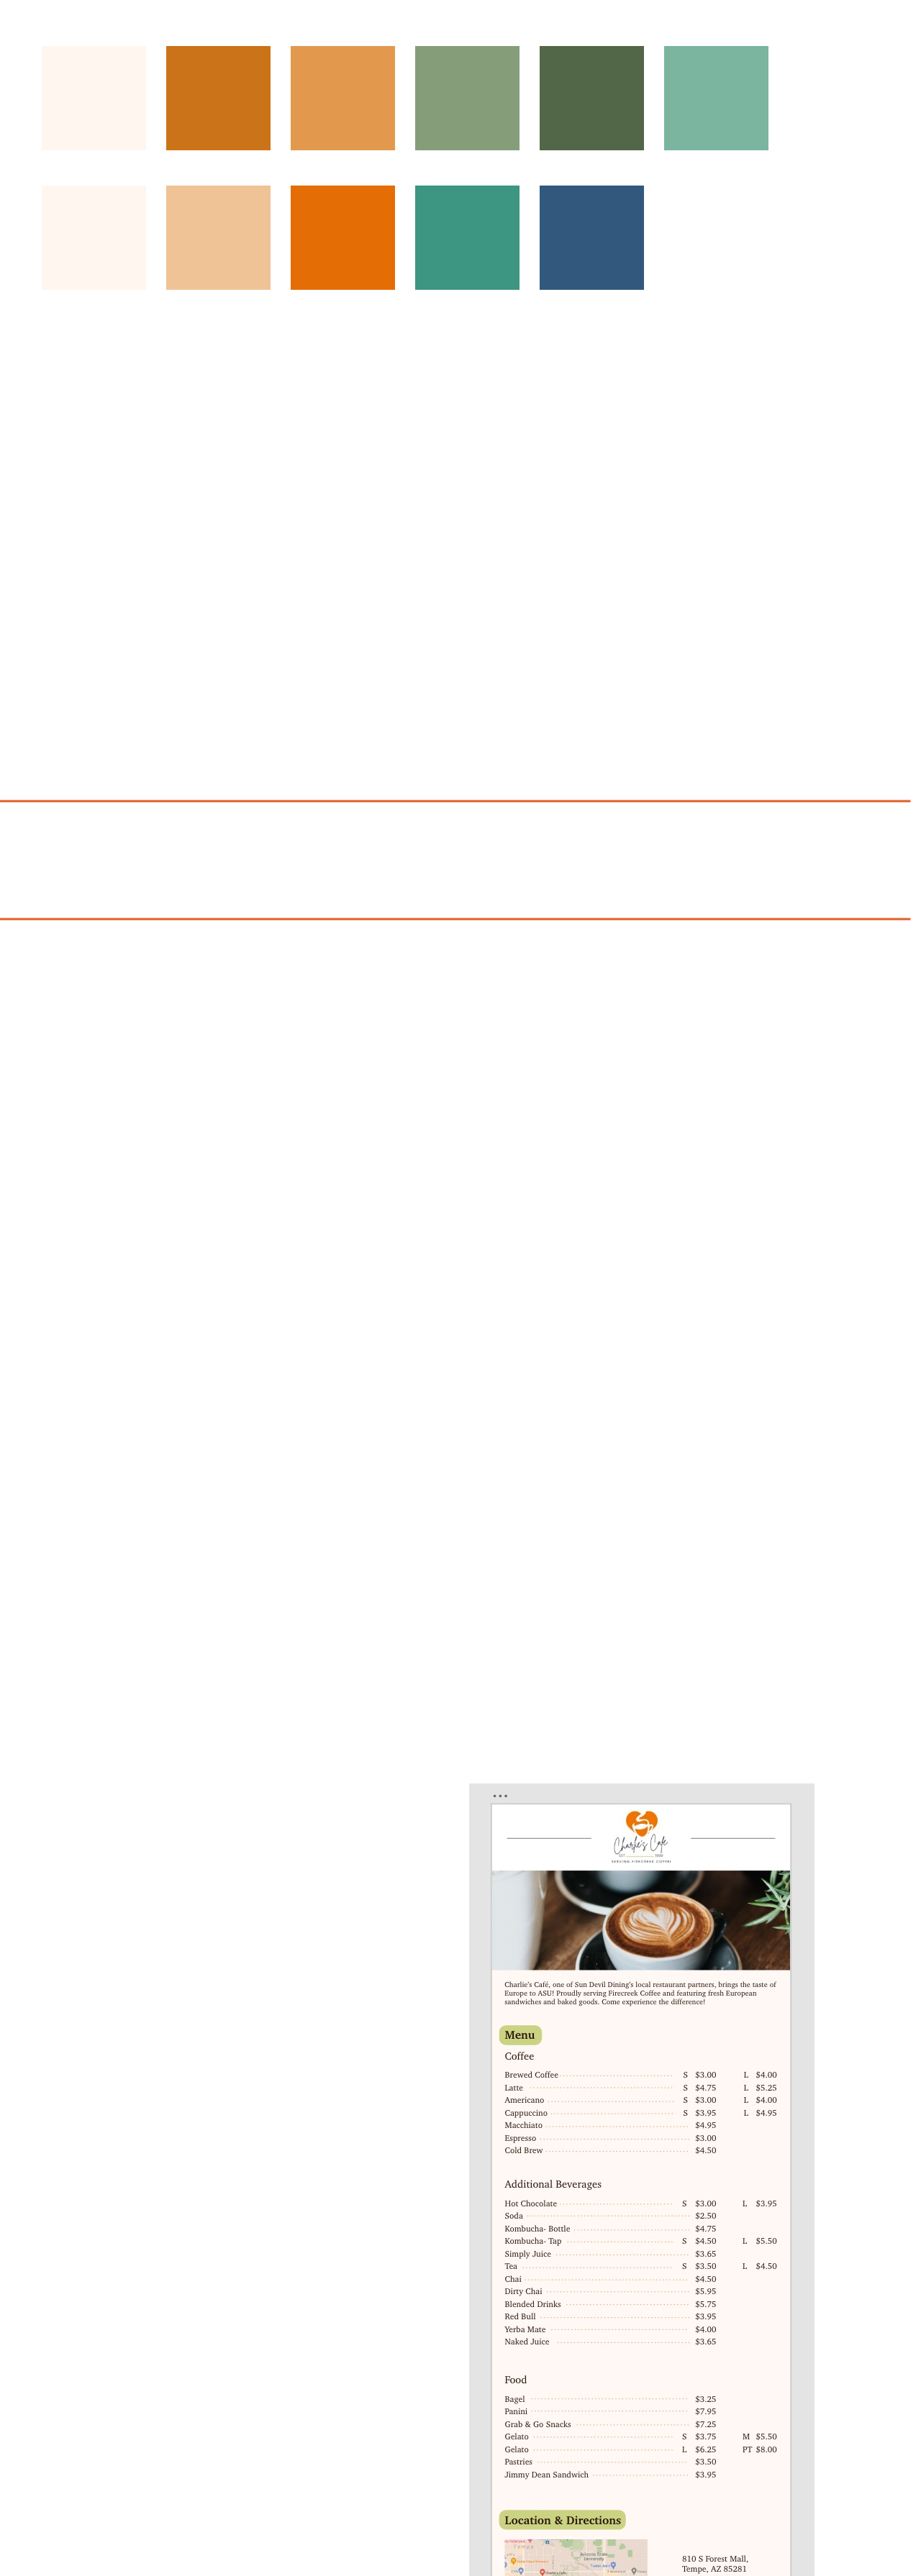 Charlie's Cafe
EST. 1990
SERVING FIRECREEK COFFEE
Charlie's Café, one of Sun Devil Dining's local restaurant partners, brings the taste of
Europe to ASU! Proudly serving Firecreek Coffee and featuring fresh European
sandwiches and baked goods. Come experience the difference!
Menu
Coffee
Brewed Coffee S $3.00 L $4.00
Latte S $4.75 L $5.25
Americano S $3.00 L $4.00
Cappuccino S $3.95 L $4.95
Macchiato $4.95
Espresso $3.00
Cold Brew $4.50
Additional Beverages
Hot Chocolate S $3.00 L $3.95
Soda $2.50
Kombucha- Bottle $4.75
Kombucha- Tap S $4.50 L $5.50
Simply Juice $3.65
Tea S $3.50 L $4.50
Chai $4.50
Dirty Chai $5.95
Blended Drinks $5.75
Red Bull $3.95
Yerba Mate $4.00
Naked Juice $3.65
Food
Bagel $3.25
Panini $7.95
Grab & Go Snacks $7.25
Gelato S $3.75 M $5.50
Gelato L $6.25 PT $8.00
Pastries $3.50
Jimmy Dean Sandwich $3.95
Location & Directions
Arizona State
University
810 S Forest Mall,
Tempe, AZ 85281